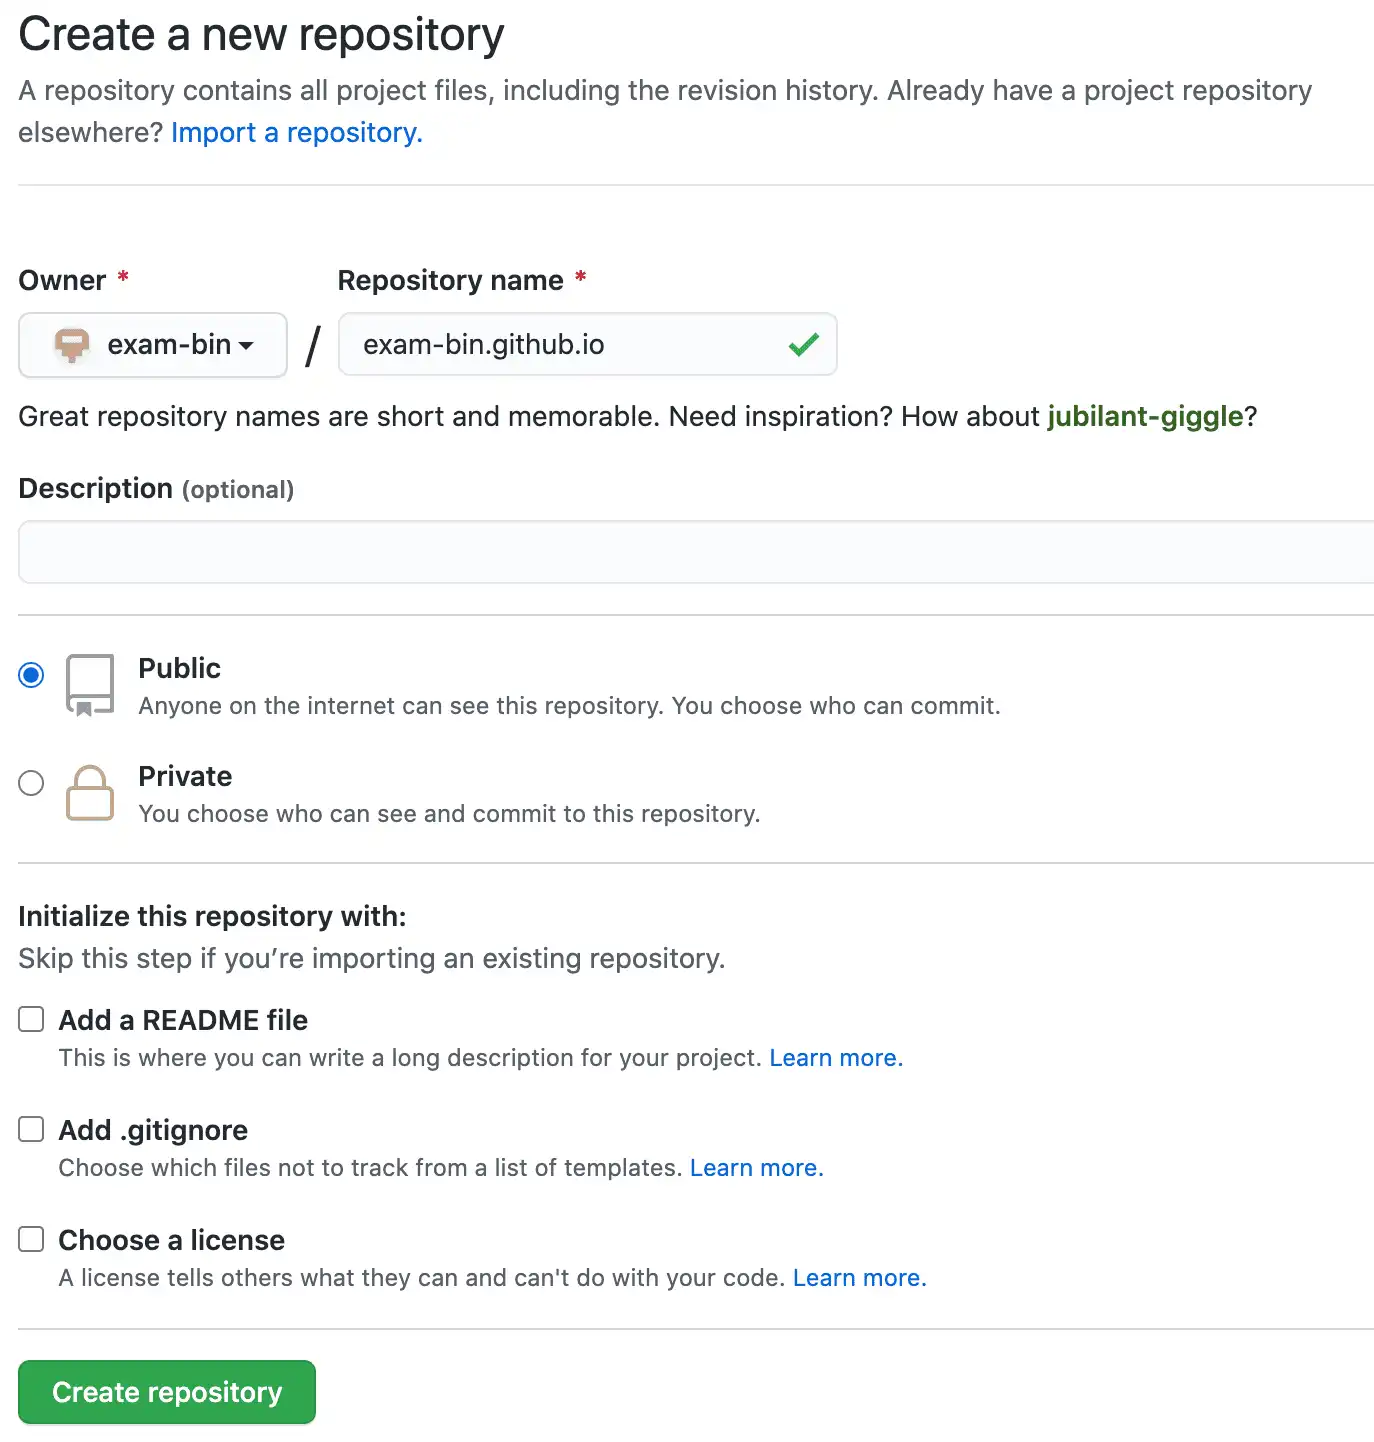 Create a new repository
A repository contains all project files, including the revision history. Already have a project repository
elsewhere? Import a repository.
Owner * Repository name *
exam-bin / exam-bin.github.io
Great repository names are short and memorable. Need inspiration? How about jubilant-giggle?
Description (optional)
Public
Anyone on the internet can see this repository. You choose who can commit.
Private
You choose who can see and commit to this repository.
Initialize this repository with:
Skip this step if you’re importing an existing repository.
Add a README file
This is where you can write a long description for your project. Learn more.
Add .gitignore
Choose which files not to track from a list of templates. Learn more.
Choose a license
A license tells others what they can and can't do with your code. Learn more.
Create repository